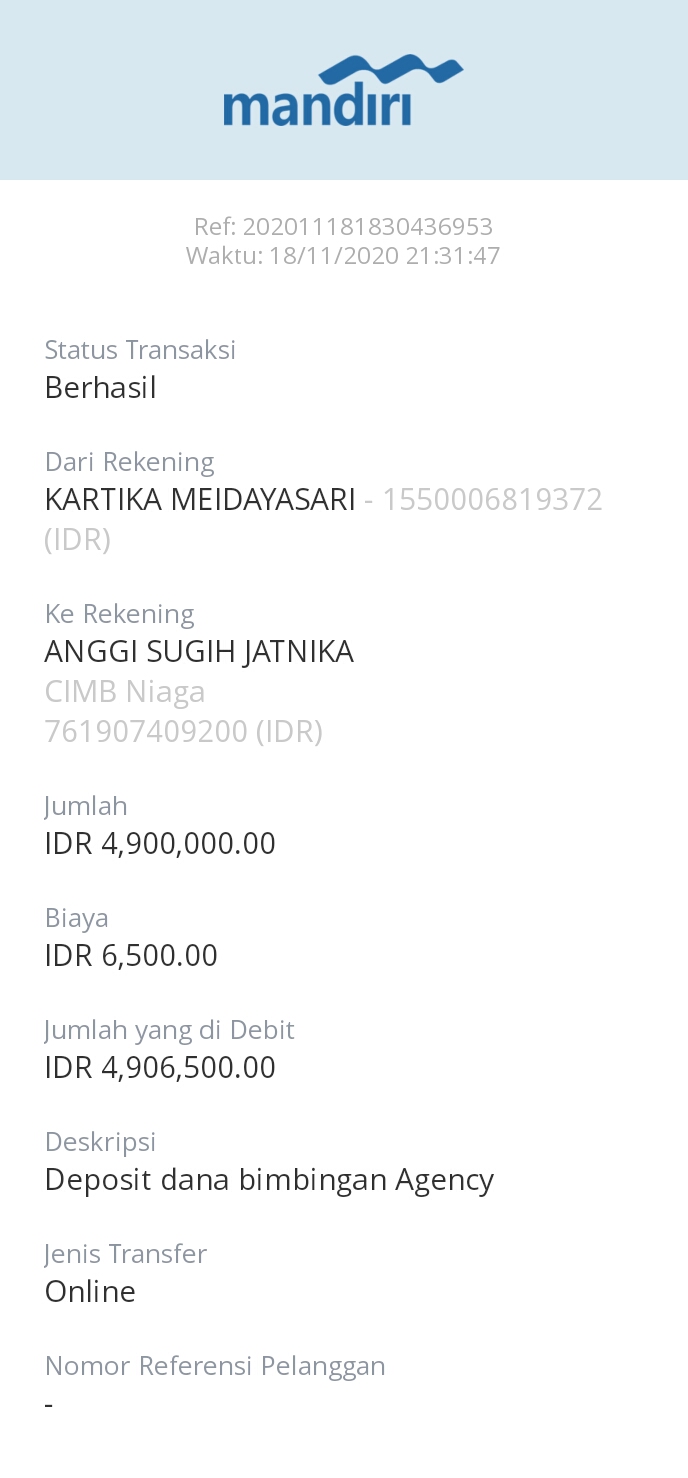 mandiri
Ref: 202011181830436953
Waktu: 18/11/2020 21:31:47
Status Transaksi
Berhasil
Dari Rekening
KARTIKA MEIDAYASARI - 1550006819372
(IDR)
Ke Rekening
ANGGI SUGIH JATNIKA
CIMB Niaga
761907409200 (IDR)
Jumlah
IDR 4,900,000.00
Biaya
IDR 6,500.00
Jumlah yang di Debit
IDR 4,906,500.00
Deskripsi
Deposit dana bimbingan Agency
Jenis Transfer
Online
Nomor Referensi Pelanggan
-